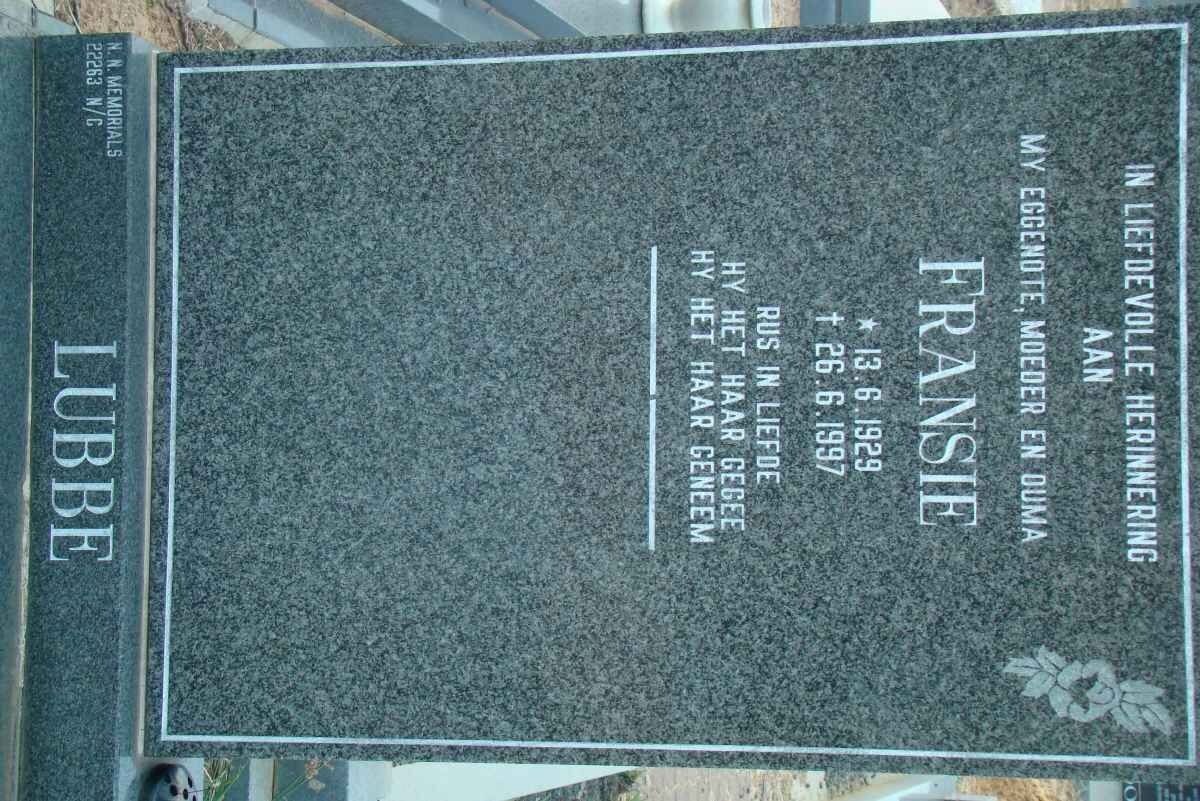 IN LIEFDEVOLLE HERINNERING
AAN
MY EGGENOTE, MOEDER EN OUMA
FRANSIE
★ 13.6.1929
† 26.6.1997
RUS IN LIEFDE
HY HET HAAR GEGEE
HY HET HAAR GENEEM
LUBBE
N.N. MEMORIALS
22263 N/C